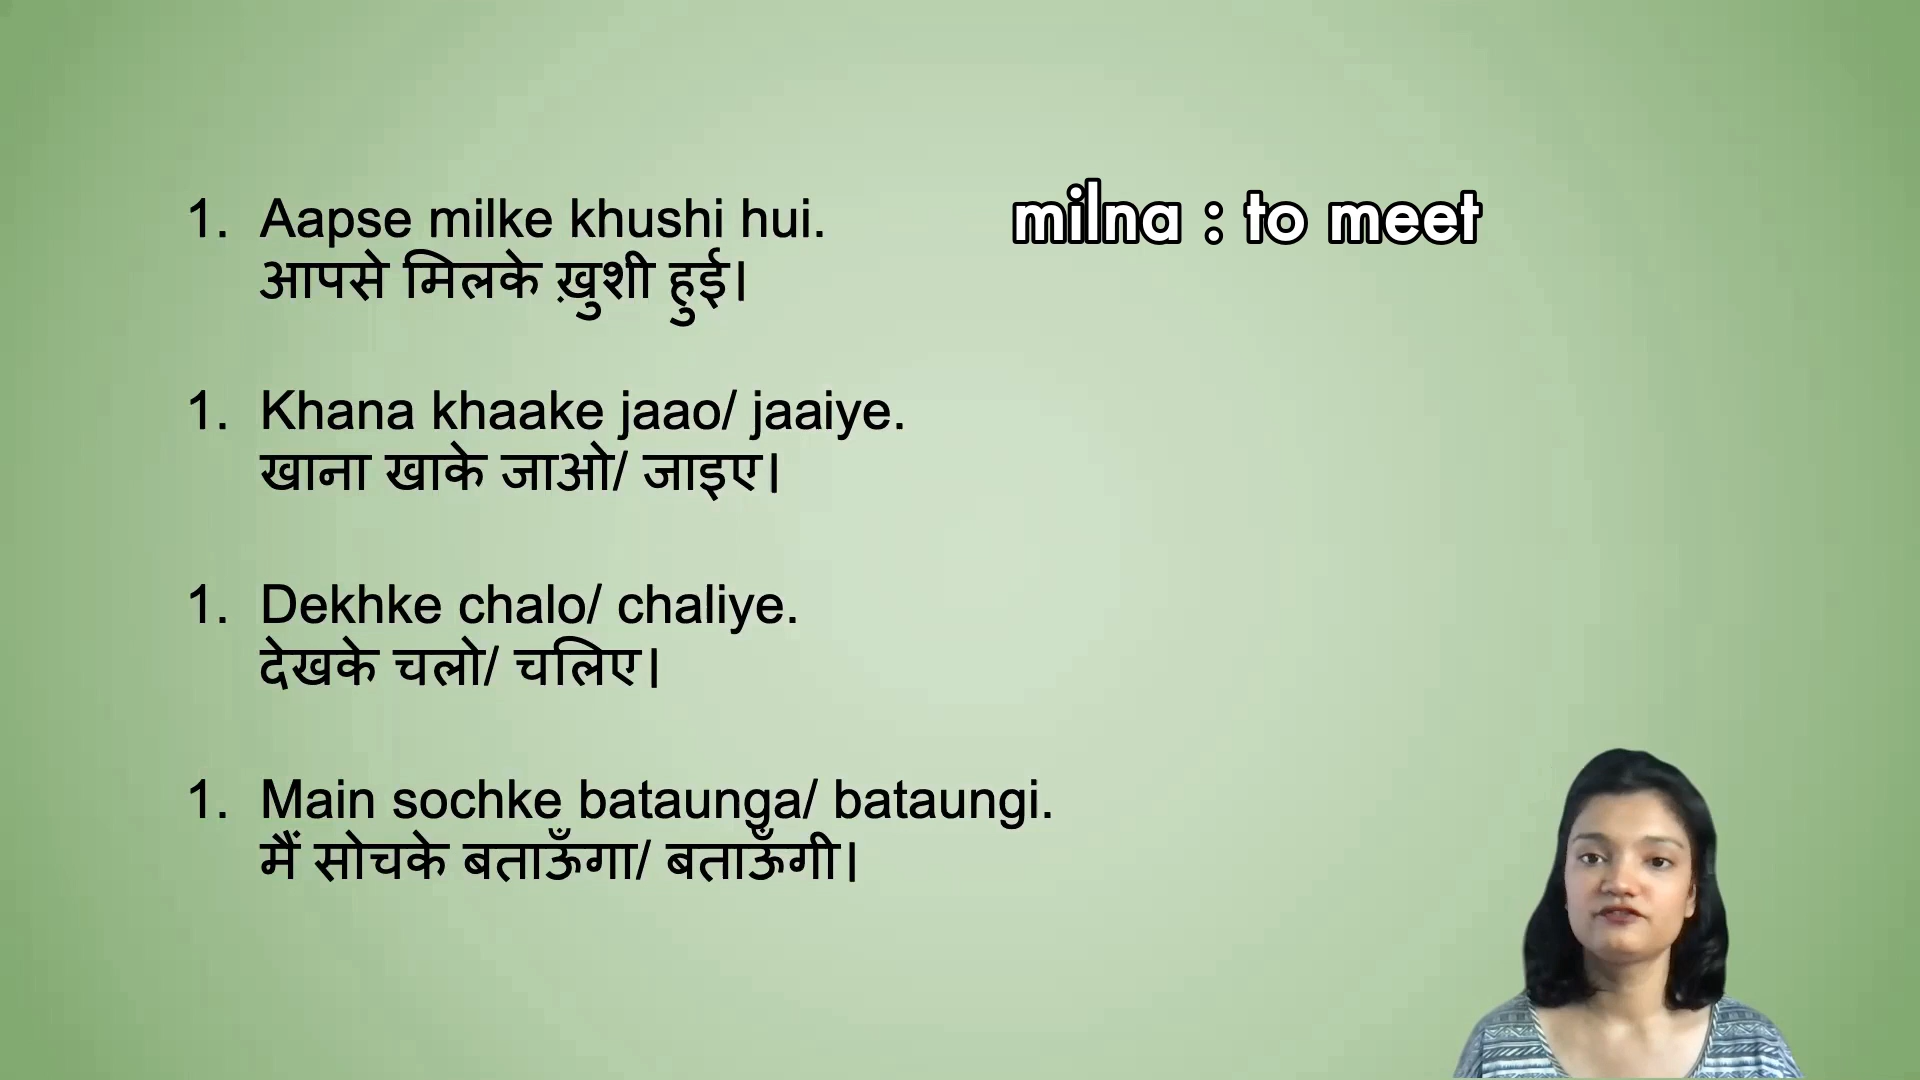 1. Aapse milke khushi hui.
milna : to meet
आपसे मिलके ख़ुशी हुई।
1. Khana khaake jaao/ jaaiye.
खाना खाके जाओ/ जाइए।
1. Dekhke chalo/ chaliye.
देखके चलो/ चलिए।
1. Main sochke bataunga/ bataungi.
मैं सोचके बताऊँगा/ बताऊँगी।